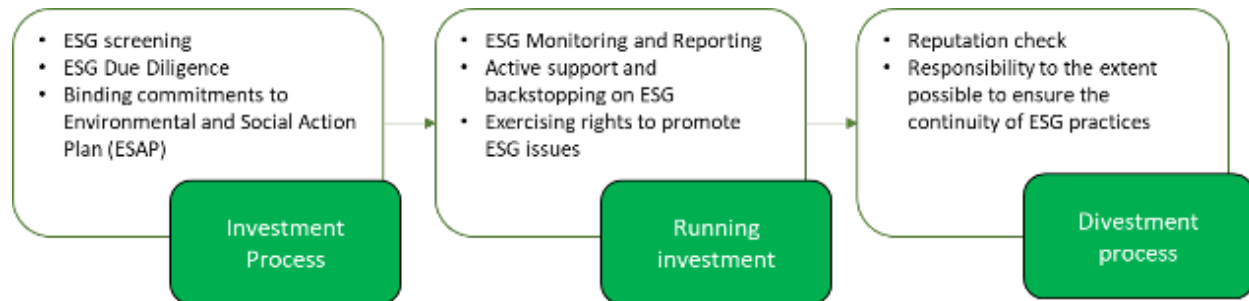 • ESG screening
• ESG Due Diligence
• Binding commitments to
Environmental and Social Action
Plan (ESAP)
Investment
Process
• ESG Monitoring and Reporting
• Active support and
backstopping on ESG
• Exercising rights to promote
ESG issues
Running
investment
• Reputation check
• Responsibility to the extent
possible to ensure the
continuity of ESG practices
Divestment
process